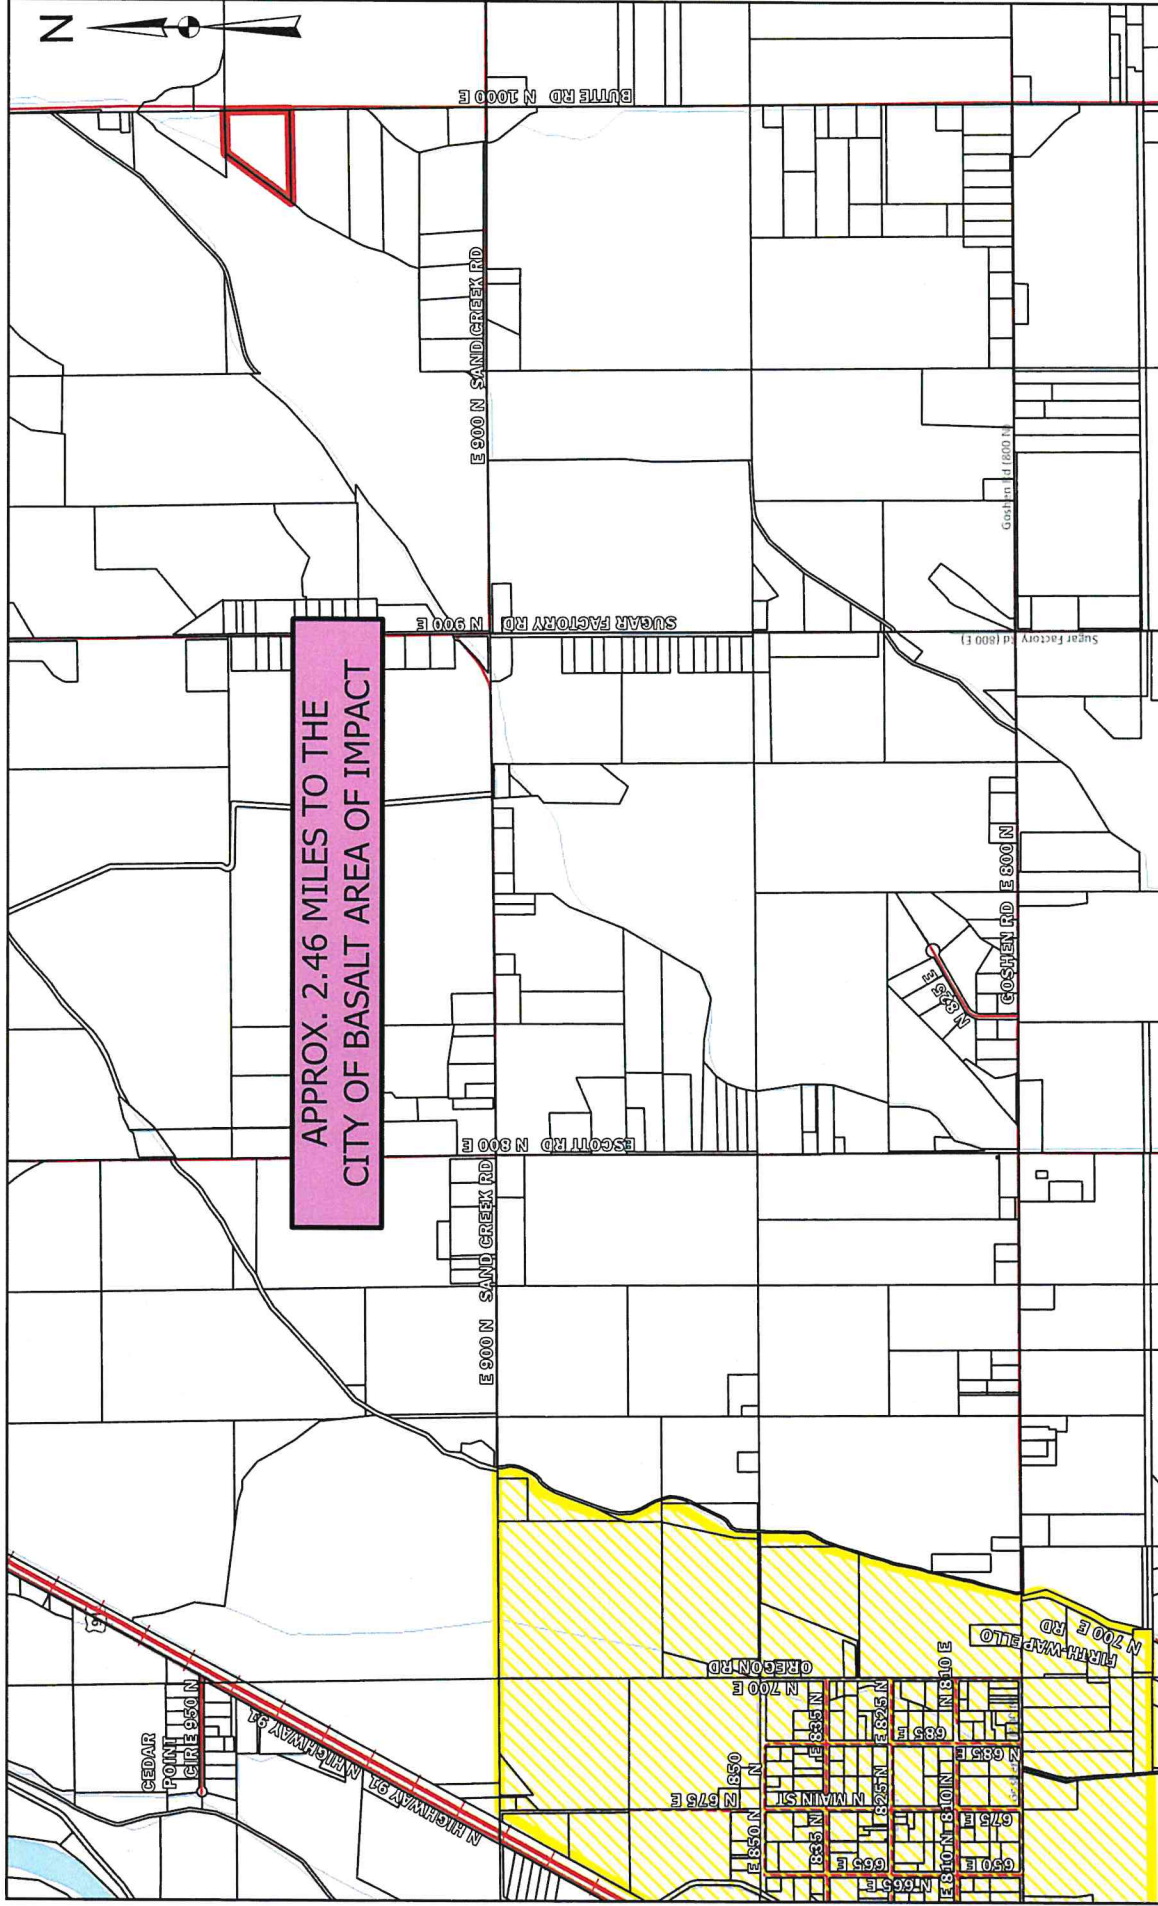 N
BUTTE RD N 1000 E
E 900 N SAND CREEK RD
Goshen Rd (800 N)
SUGAR FACTORY RD N 900 E
Sugar Factory Rd (800 E)
APPROX. 2.46 MILES TO THE
CITY OF BASALT AREA OF IMPACT
GOSHEN RD E 800 N
N 825 E
ESCOTT RD N 800 E
E 900 N SAND CREEK RD
N 700 E RD
FIRTH-WAPELLO
OREGON RD
N 700 E
N 810 E
CEDAR
POINT
CIR E 950 N
N HIGHWAY 91
HIGHWAY 91
E 835 N
E 825 N
685 E
N 685 E
850
N
N 675 E
N MAIN ST
825 N
810 N
675 E
E 850 N
835 N
665 E
N 665 E
E 810 N
650 E